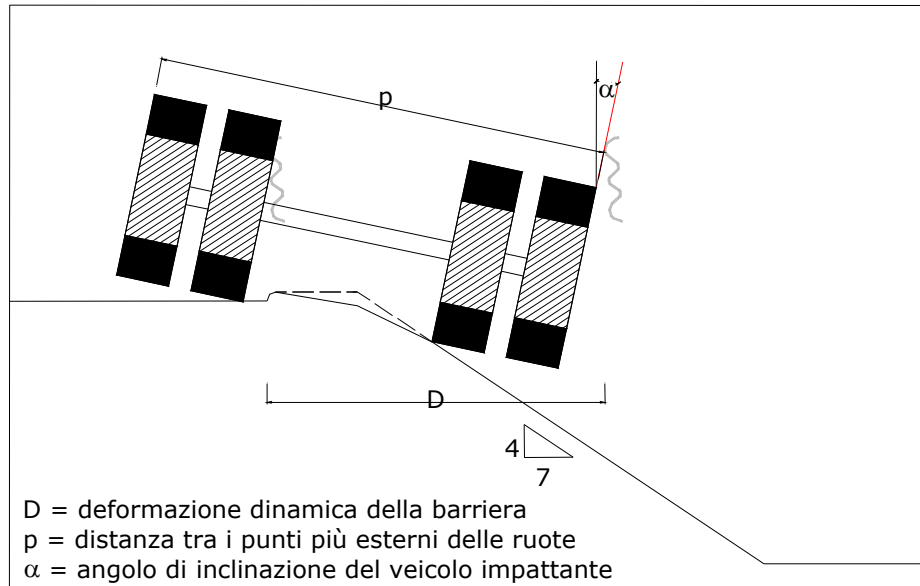 α
p
D
4
7
D = deformazione dinamica della barriera
p = distanza tra i punti più esterni delle ruote
α = angolo di inclinazione del veicolo impattante